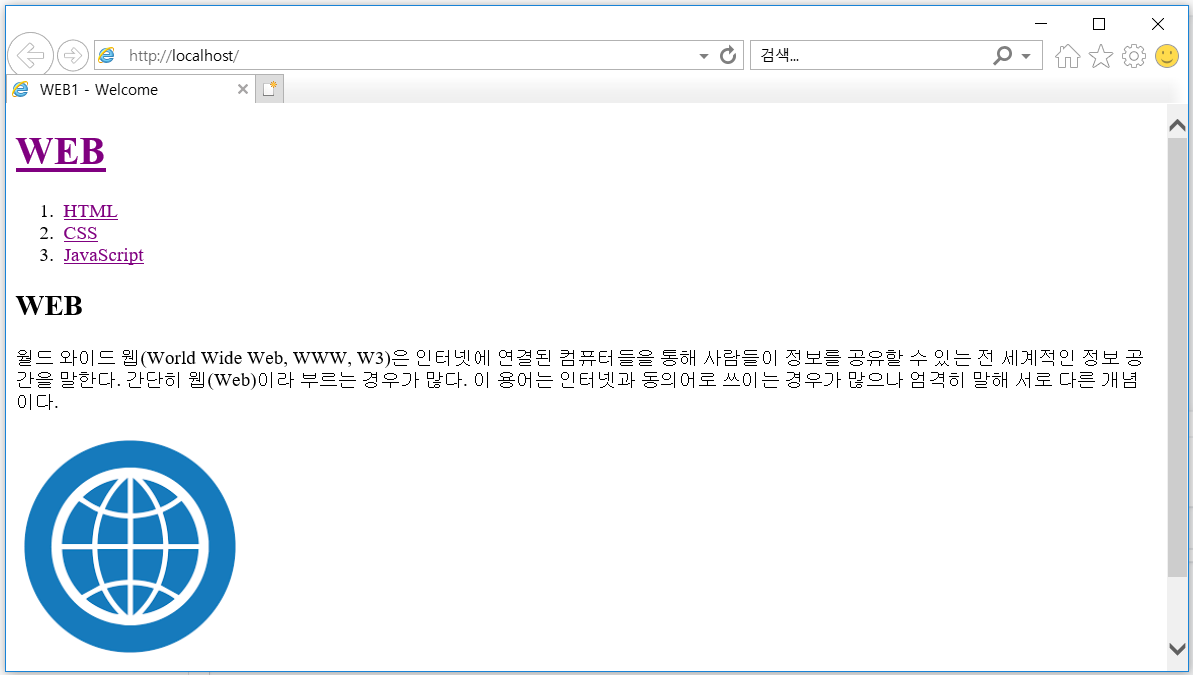 http://localhost/
검색...
WEB1 - Welcome
WEB
1. HTML
2. CSS
3. JavaScript
WEB
월드 와이드 웹(World Wide Web, WWW, W3)은 인터넷에 연결된 컴퓨터들을 통해 사람들이 정보를 공유할 수 있는 전 세계적인 정보 공
간을 말한다. 간단히 웹(Web)이라 부르는 경우가 많다. 이 용어는 인터넷과 동의어로 쓰이는 경우가 많으나 엄격히 말해 서로 다른 개념
이다.